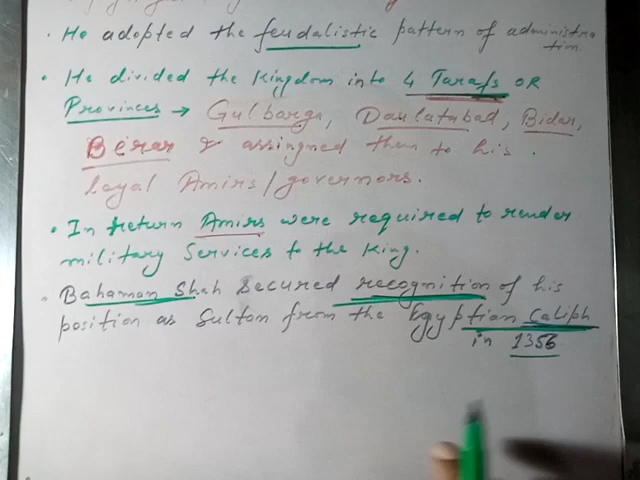 • He adopted the feudalistic pattern of administra
tion.
• He divided the Kingdom into 4 Tarafs OR
Provinces → Gulbarga, Daulatabad, Bidar,
Berar & assigned them to his
loyal Amirs/governors.
• In return Amirs were required to render
military Services to the King.
• Bahaman Shah secured recognition of his
position as Sultan from the Egyptian Caliph
in 1356